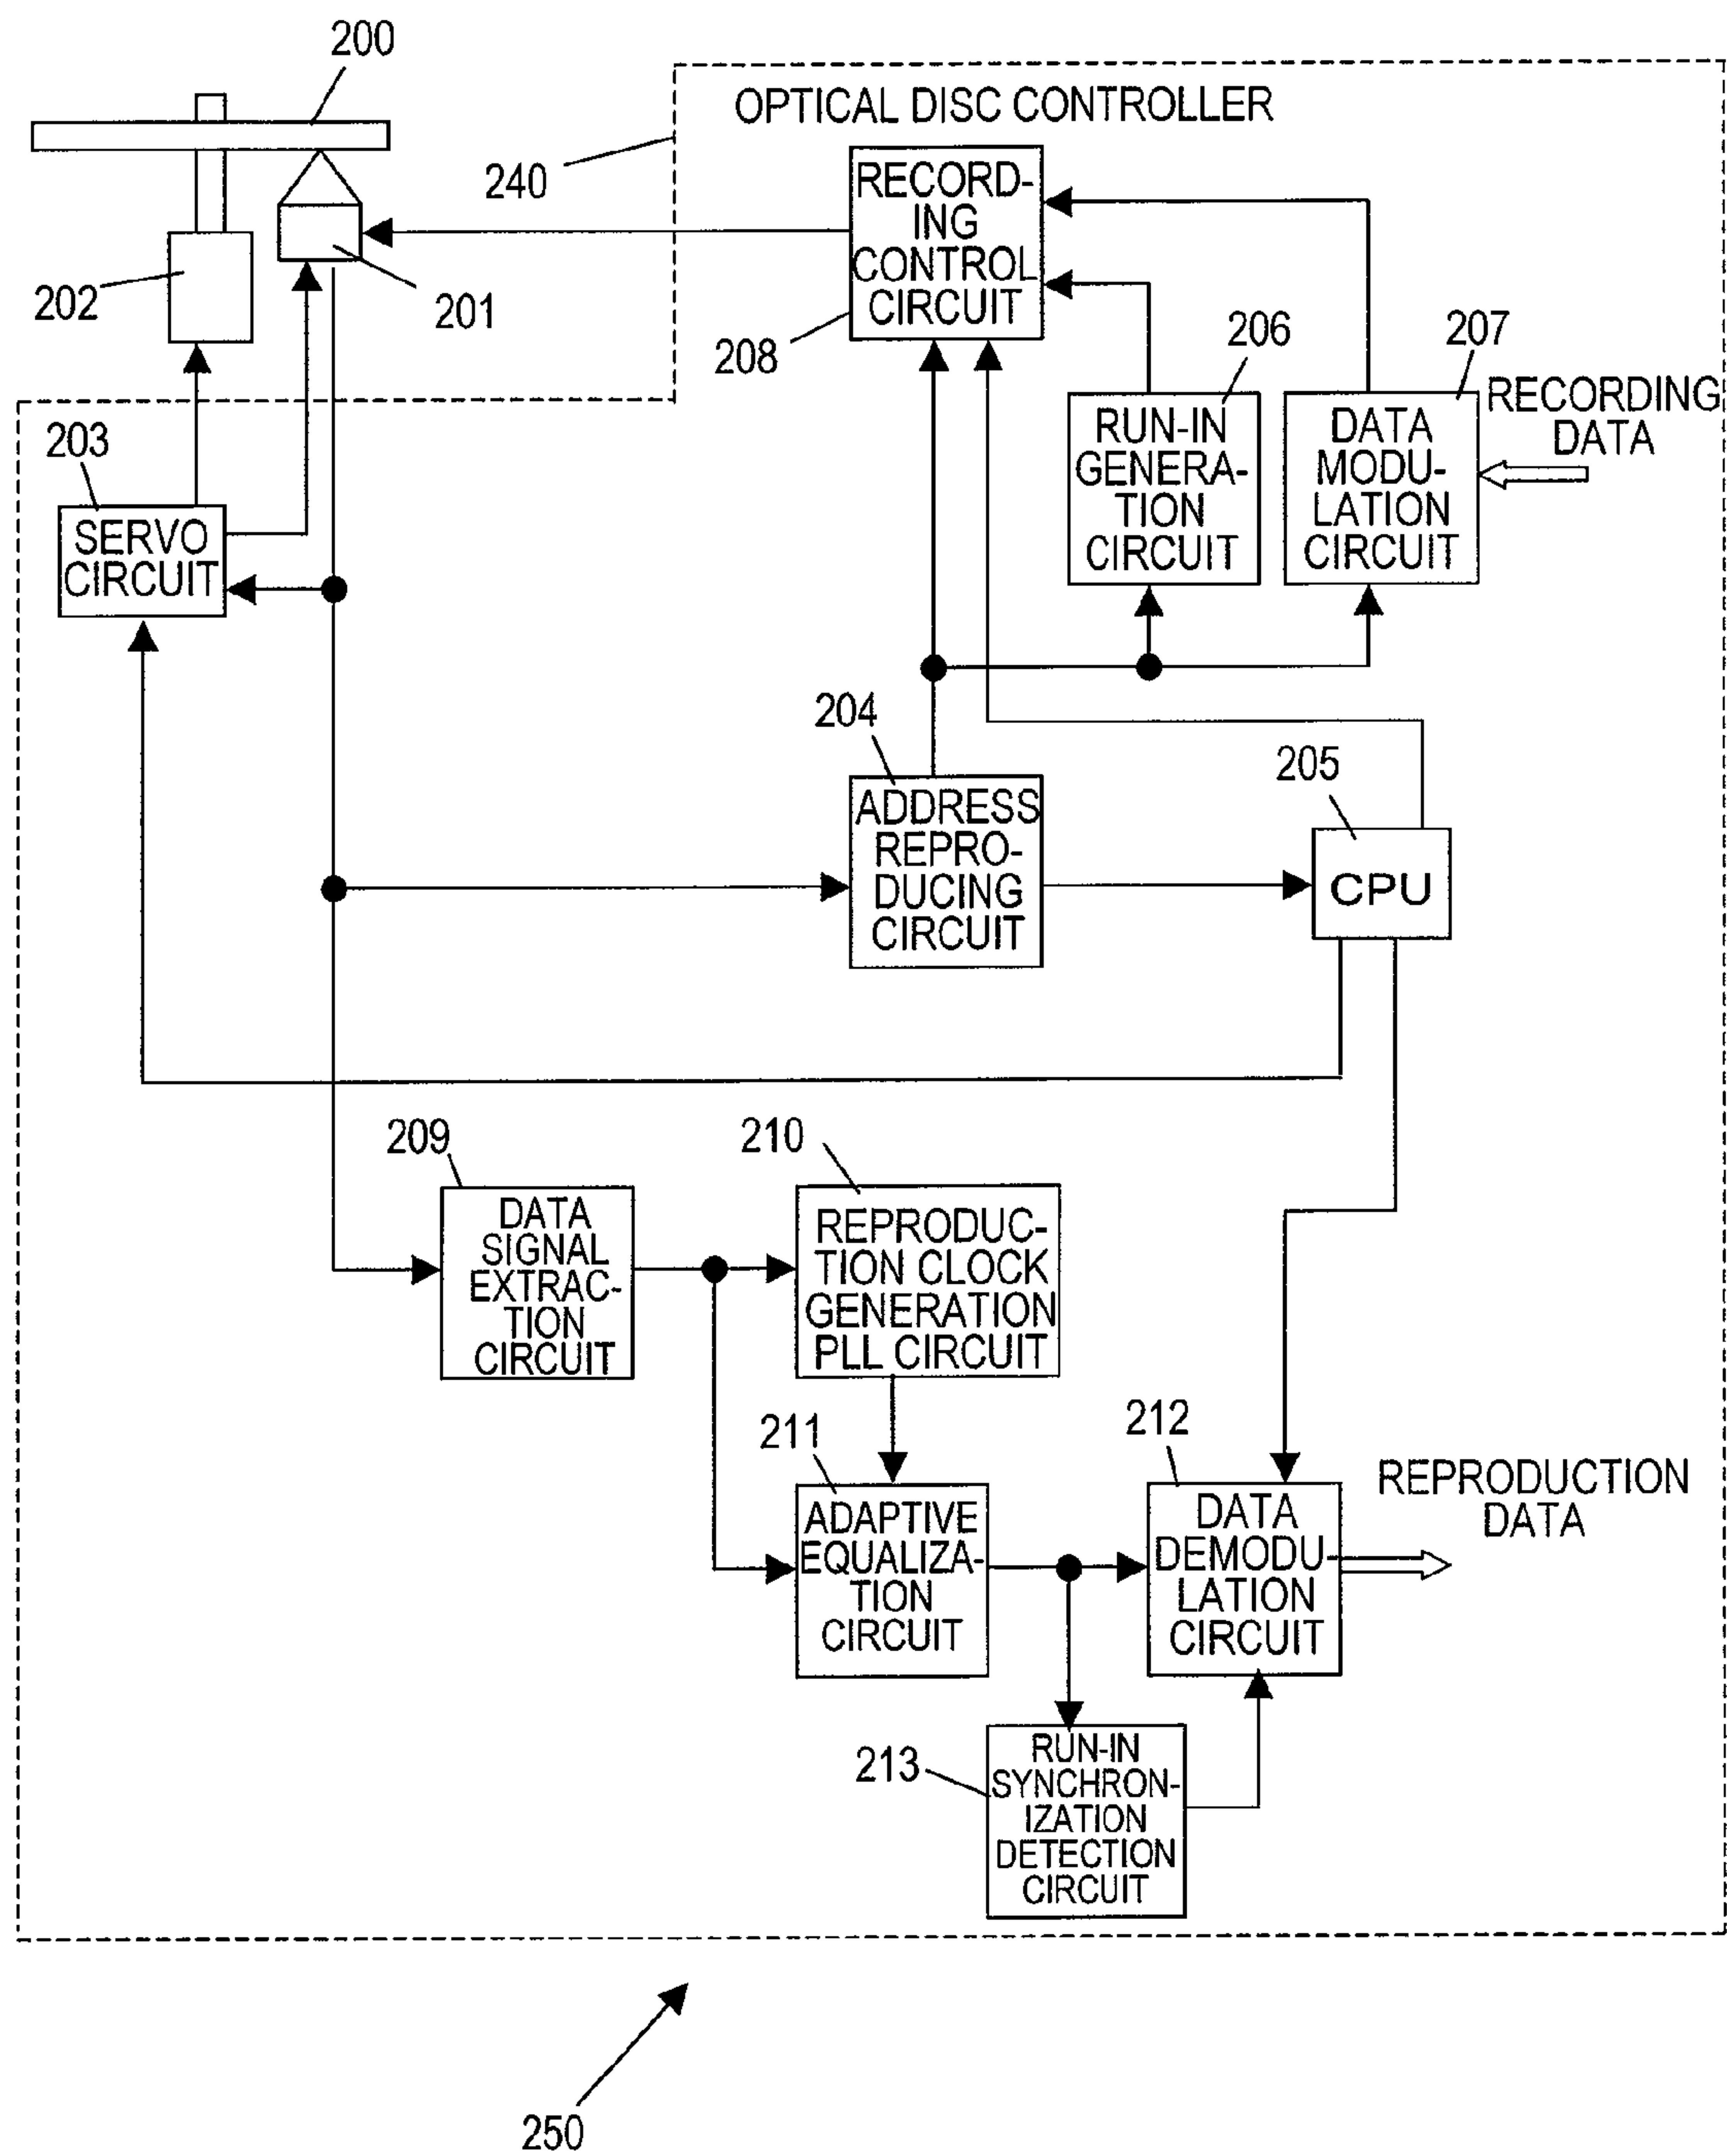 200
OPTICAL DISC CONTROLLER
240
RECORD-
ING
CONTROL
CIRCUIT
202
201
208
206
207
RECORDING
DATA
203
RUN-IN
GENERA-
TION
CIRCUIT
DATA
MODU-
LATION
CIRCUIT
SERVO
CIRCUIT
204
205
ADDRESS
REPRO-
DUCING
CIRCUIT
CPU
209
210
DATA
SIGNAL
EXTRAC-
TION
CIRCUIT
REPRODUC-
TION CLOCK
GENERATION
PLL CIRCUIT
211
212
REPRODUCTION
DATA
ADAPTIVE
EQUALIZA-
TION
CIRCUIT
DATA
DEMODU-
LATION
CIRCUIT
213
RUN-IN
SYNCHRON-
IZATION
DETECTION
CIRCUIT
250